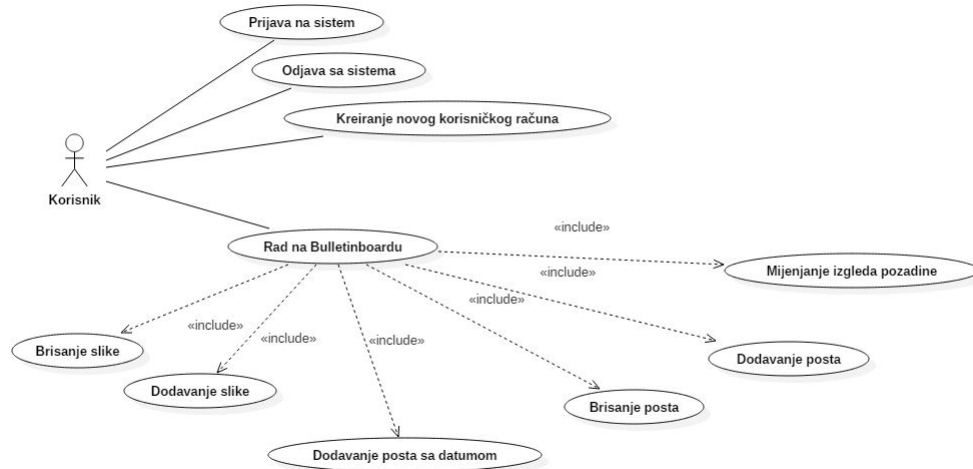 Prijava na sistem
Odjava sa sistema
Kreiranje novog korisničkog računa
Korisnik
Rad na Bulletinboardu
«include»
Mijenjanje izgleda pozadine
«include»
«include»
«include»
«include»
«include»
Brisanje slike
Dodavanje slike
Dodavanje posta sa datumom
Brisanje posta
Dodavanje posta